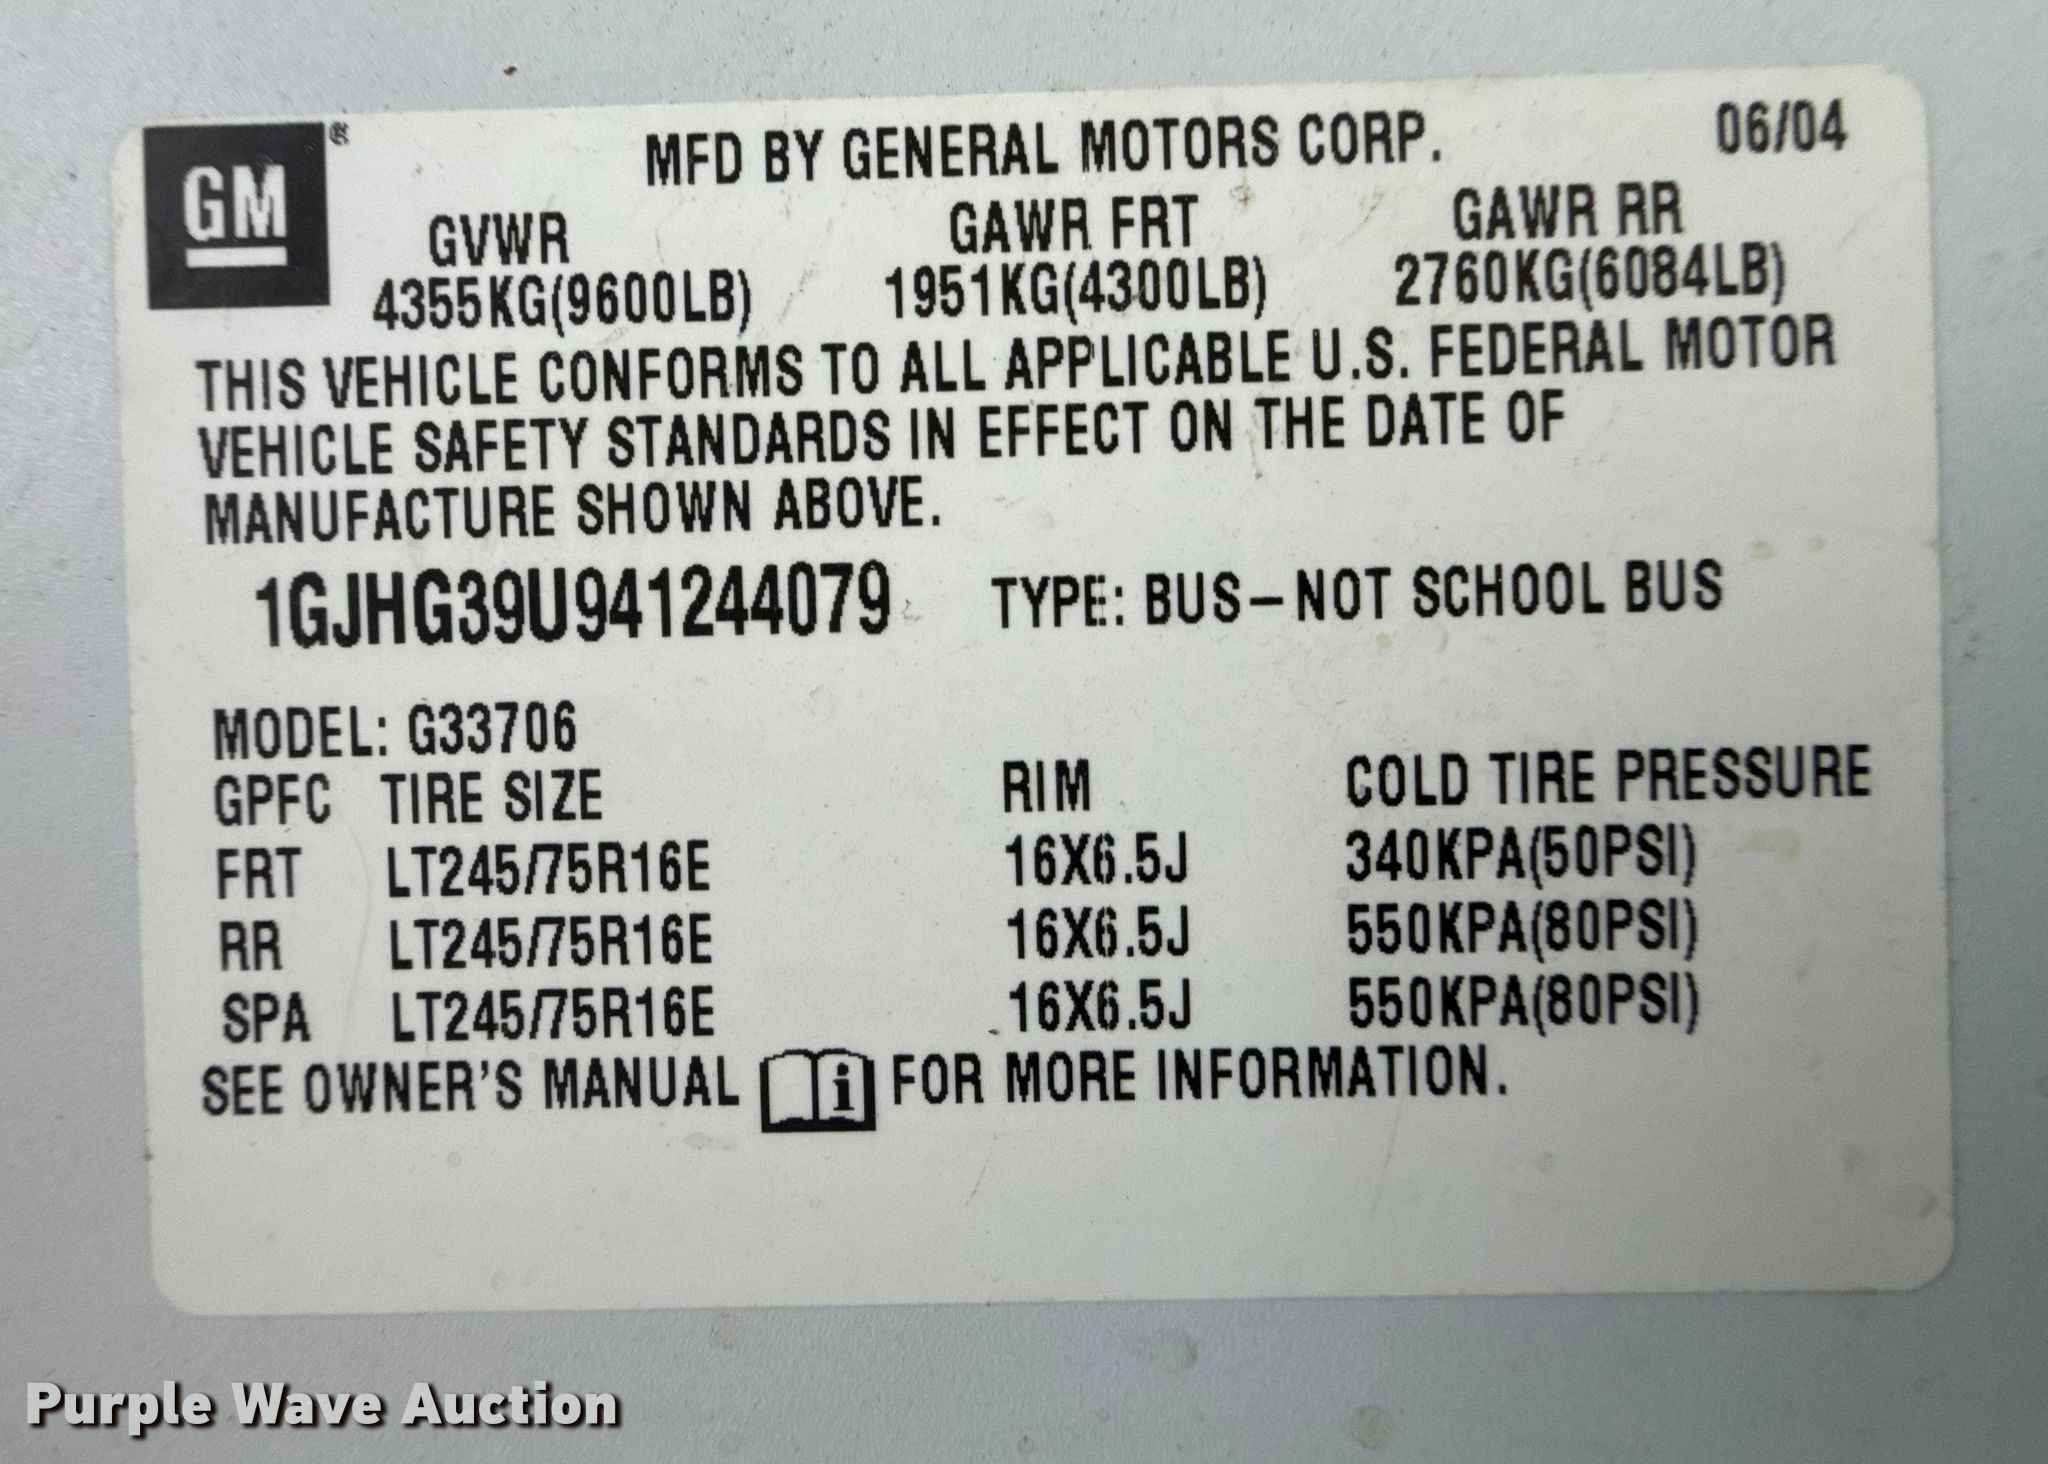 GM®
MFD BY GENERAL MOTORS CORP. 06/04
GVWR GAWR FRT GAWR RR
4355KG(9600LB) 1951KG(4300LB) 2760KG(6084LB)
THIS VEHICLE CONFORMS TO ALL APPLICABLE U.S. FEDERAL MOTOR
VEHICLE SAFETY STANDARDS IN EFFECT ON THE DATE OF
MANUFACTURE SHOWN ABOVE.
1GJHG39U941244079 TYPE: BUS–NOT SCHOOL BUS
MODEL: G33706
GPFC TIRE SIZE RIM COLD TIRE PRESSURE
FRT LT245/75R16E 16X6.5J 340KPA(50PSI)
RR LT245/75R16E 16X6.5J 550KPA(80PSI)
SPA LT245/75R16E 16X6.5J 550KPA(80PSI)
SEE OWNER'S MANUAL i FOR MORE INFORMATION.
Purple Wave Auction